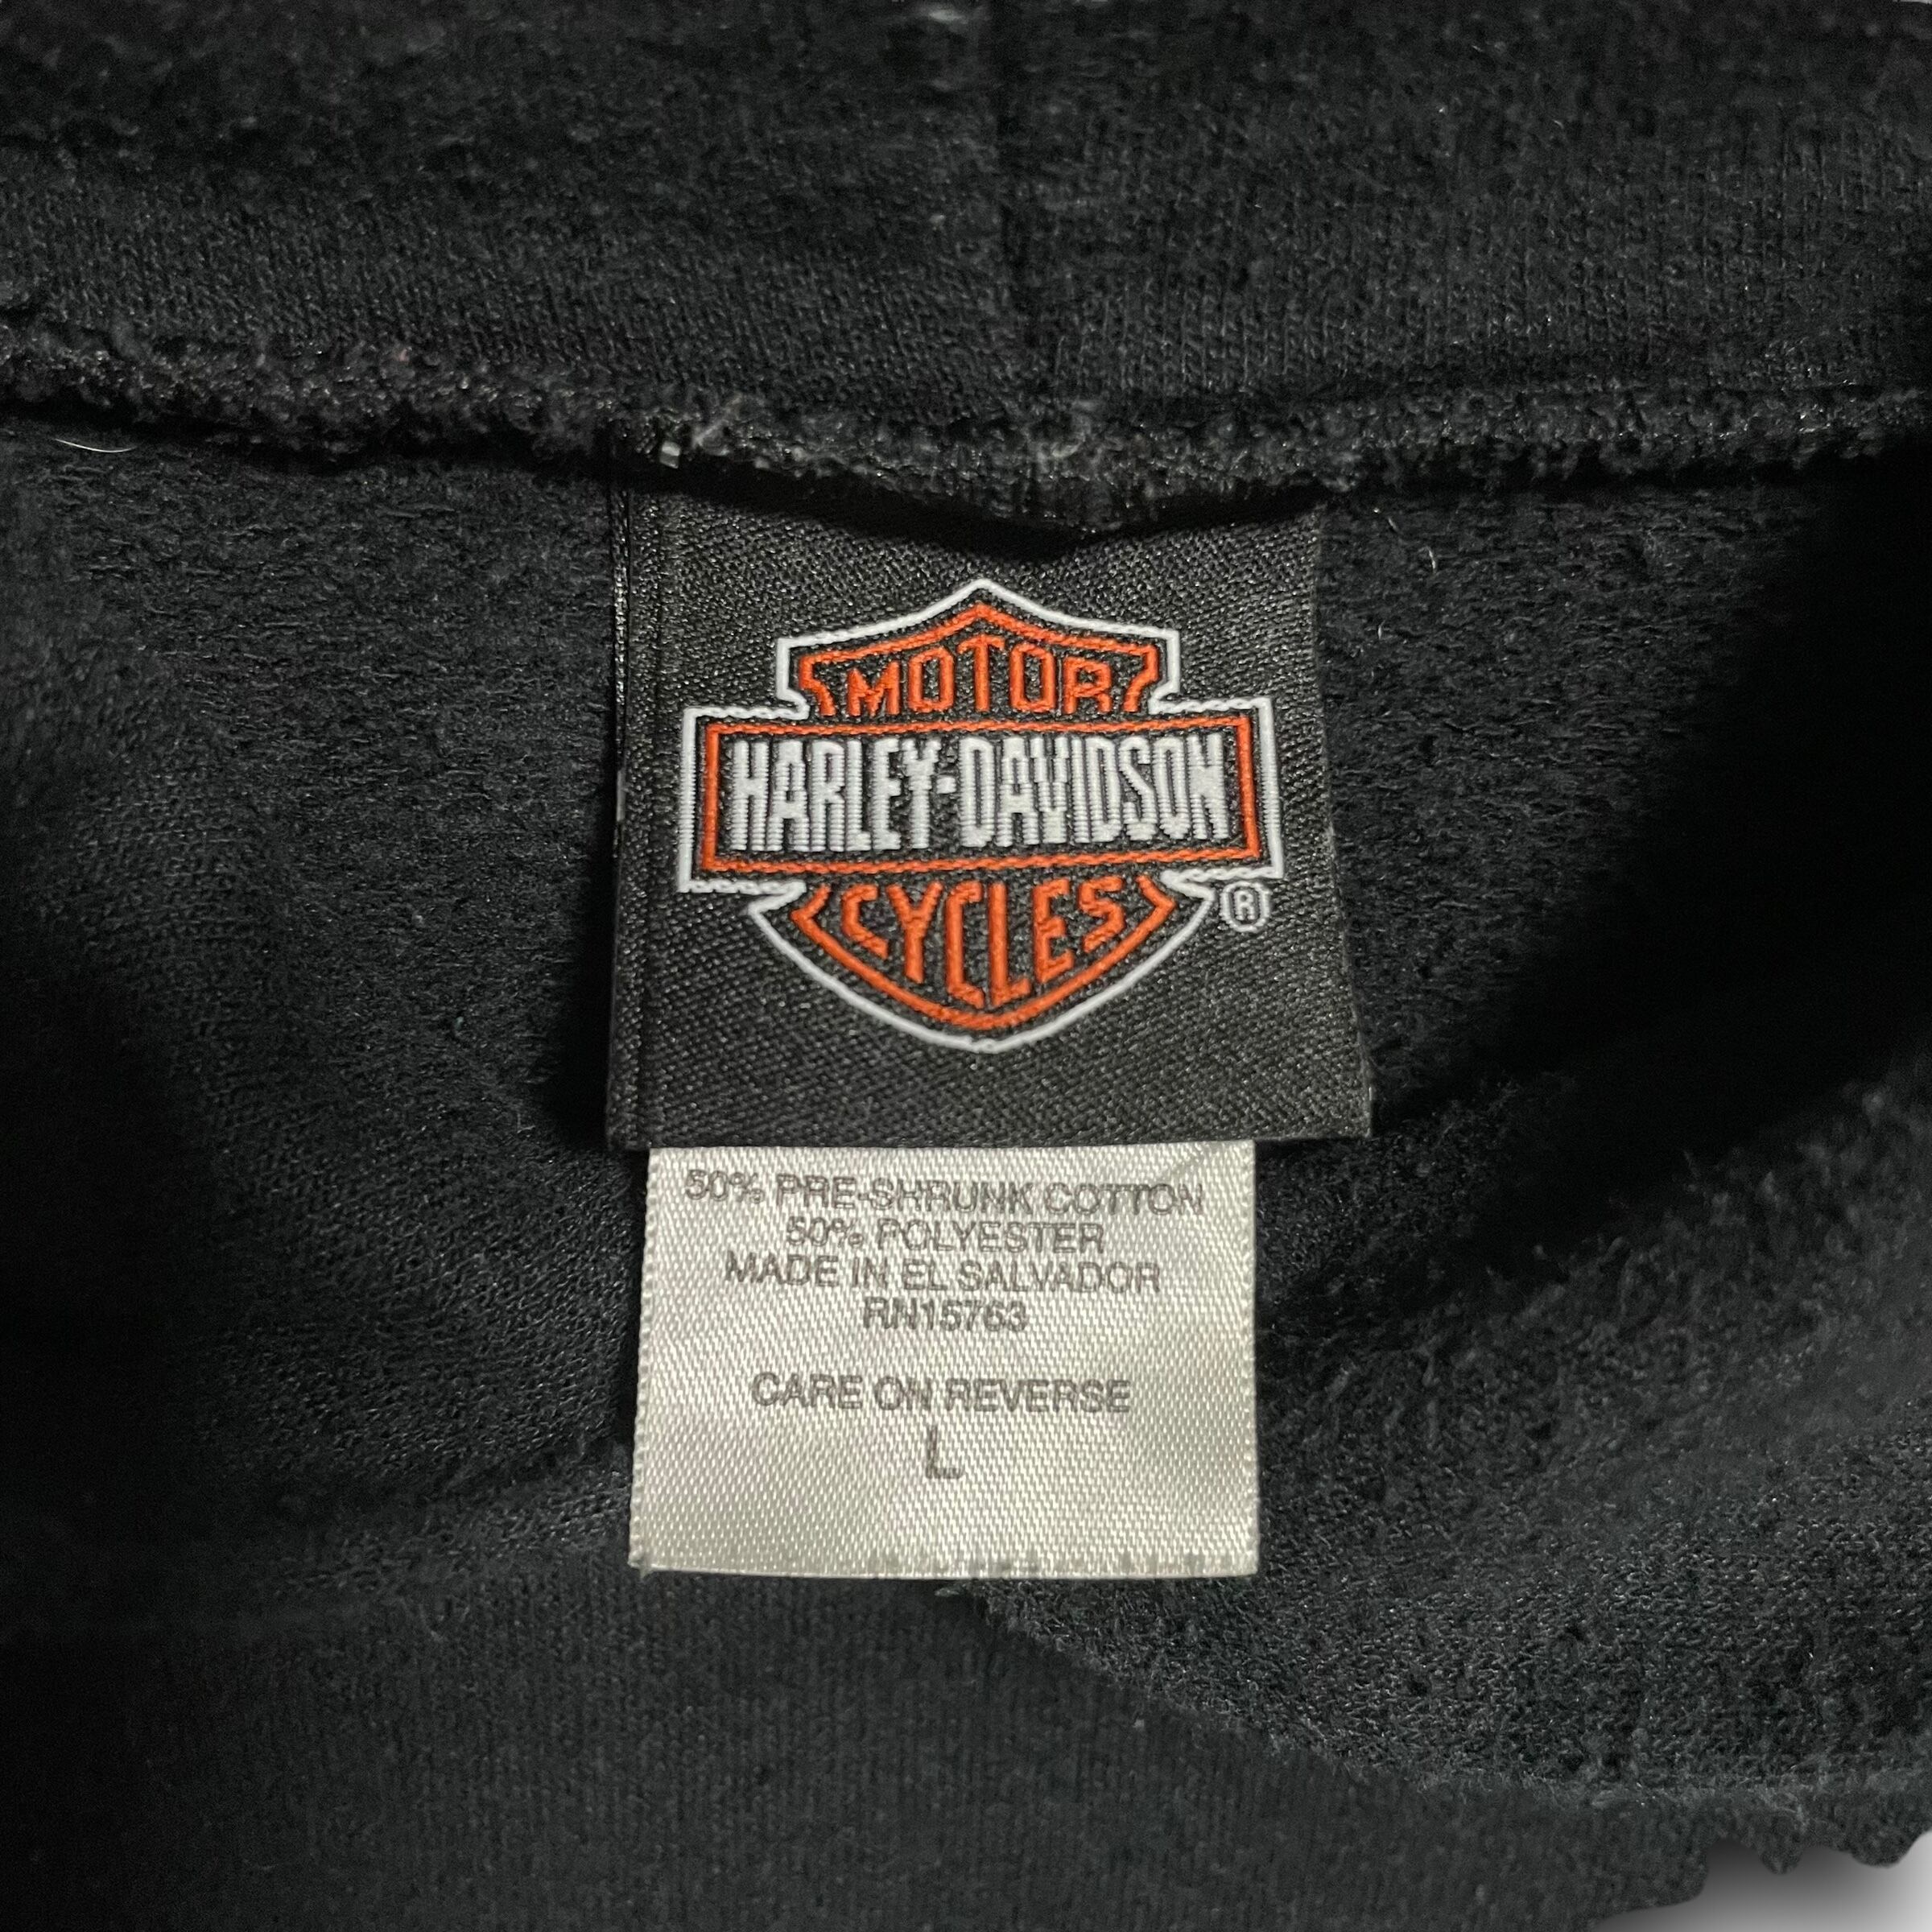 MOTOR
HARLEY-DAVIDSON
CYCLES
®
50% PRE-SHRUNK COTTON
50% POLYESTER
MADE IN EL SALVADOR
RN15763
CARE ON REVERSE
L